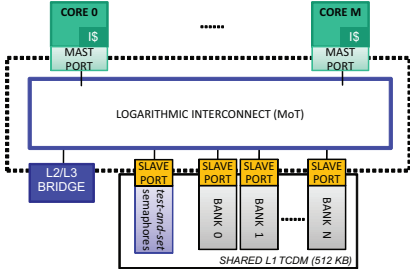 CORE 0
I$
MAST
PORT
......
CORE M
I$
MAST
PORT
LOGARITHMIC INTERCONNECT (MoT)
L2/L3
BRIDGE
SLAVE
PORT
test-and-set
semaphores
SLAVE
PORT
BANK 0
SLAVE
PORT
BANK 1
......
SLAVE
PORT
BANK N
SHARED L1 TCDM (512 KB)